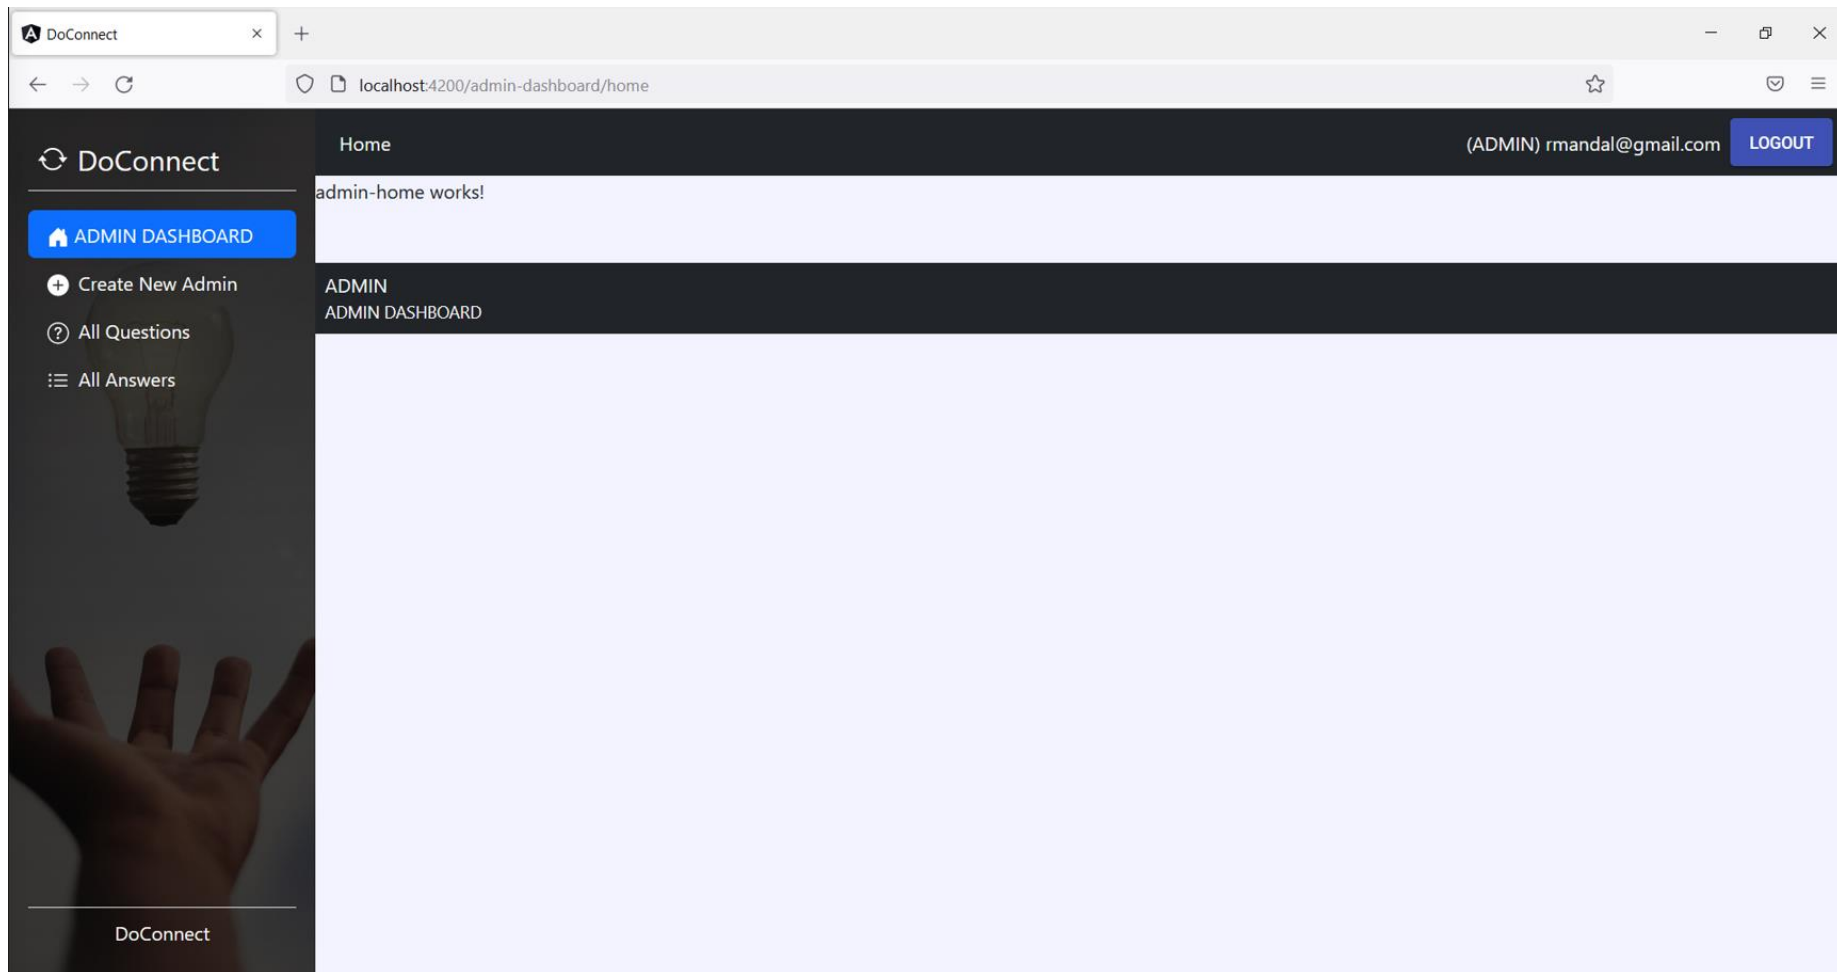 DoConnect
localhost:4200/admin-dashboard/home
DoConnect
Home
(ADMIN) rmandal@gmail.com
LOGOUT
admin-home works!
ADMIN DASHBOARD
Create New Admin
All Questions
All Answers
ADMIN
ADMIN DASHBOARD
DoConnect